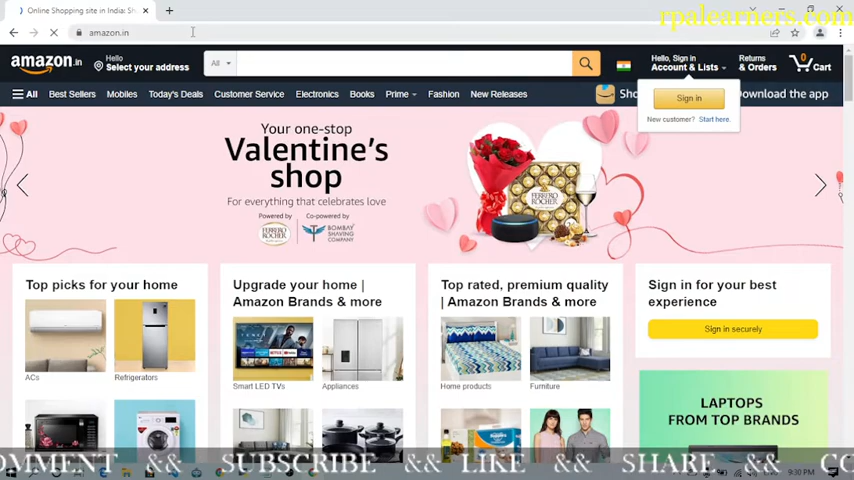 Online Shopping site in India: Sh
rpalearners.com
amazon.in
amazon.in
Hello
Select your address
All
Hello, Sign in
Account & Lists
Returns
& Orders
0
Cart
All
Best Sellers
Mobiles
Today's Deals
Customer Service
Electronics
Books
Prime
Fashion
New Releases
Sho
Download the app
Sign in
New customer? Start here.
Your one-stop
Valentine's
shop
For everything that celebrates love
Powered by
Co-powered by
FERRERO
ROCHER
BOMBAY
SHAVING
COMPANY
FERRERO
ROCHER
Top picks for your home
ACs
Refrigerators
Upgrade your home |
Amazon Brands & more
Smart LED TVs
Appliances
Top rated, premium quality
| Amazon Brands & more
Home products
Furniture
Sign in for your best
experience
Sign in securely
LAPTOPS
FROM TOP BRANDS
OMMENT && SUBSCRIBE && LIKE && SHARE && CO
9:30 PM